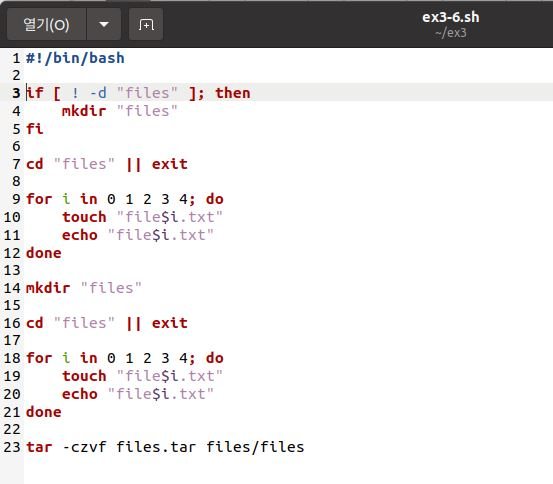 열기(O)
ex3-6.sh
~/ex3
1 #!/bin/bash
2
3 if [ ! -d "files" ]; then
4     mkdir "files"
5 fi
6
7 cd "files" || exit
8
9 for i in 0 1 2 3 4; do
10     touch "file$i.txt"
11     echo "file$i.txt"
12 done
13
14 mkdir "files"
15
16 cd "files" || exit
17
18 for i in 0 1 2 3 4; do
19     touch "file$i.txt"
20     echo "file$i.txt"
21 done
22
23 tar -czvf files.tar files/files